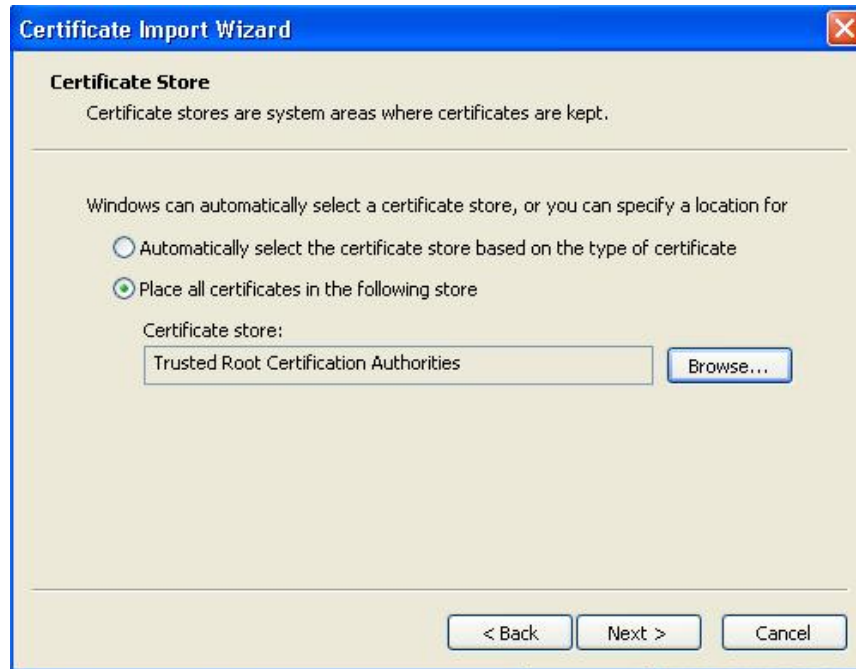 Certificate Import Wizard
Certificate Store
Certificate stores are system areas where certificates are kept.
Windows can automatically select a certificate store, or you can specify a location for
Automatically select the certificate store based on the type of certificate
Place all certificates in the following store
Certificate store:
Trusted Root Certification Authorities
Browse...
< Back
Next >
Cancel